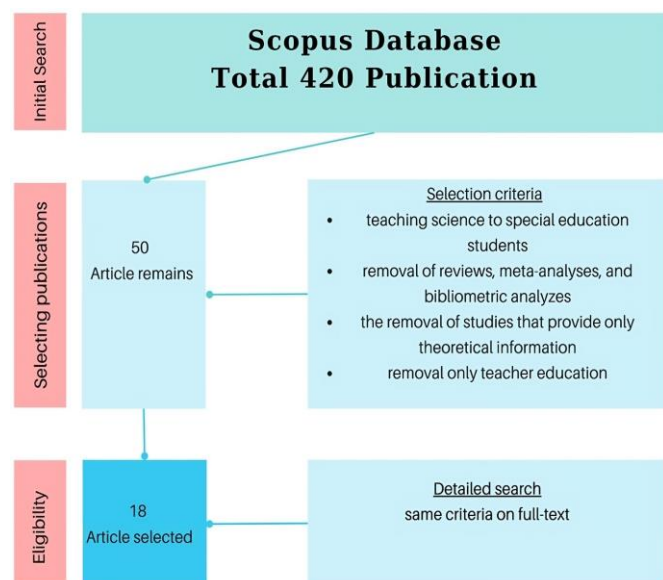 Initial Search
Scopus Database
Total 420 Publication
Selecting publications
50
Article remains
Selection criteria
• teaching science to special education
students
• removal of reviews, meta-analyses, and
bibliometric analyzes
• the removal of studies that provide only
theoretical information
• removal only teacher education
Eligibility
18
Article selected
Detailed search
same criteria on full-text